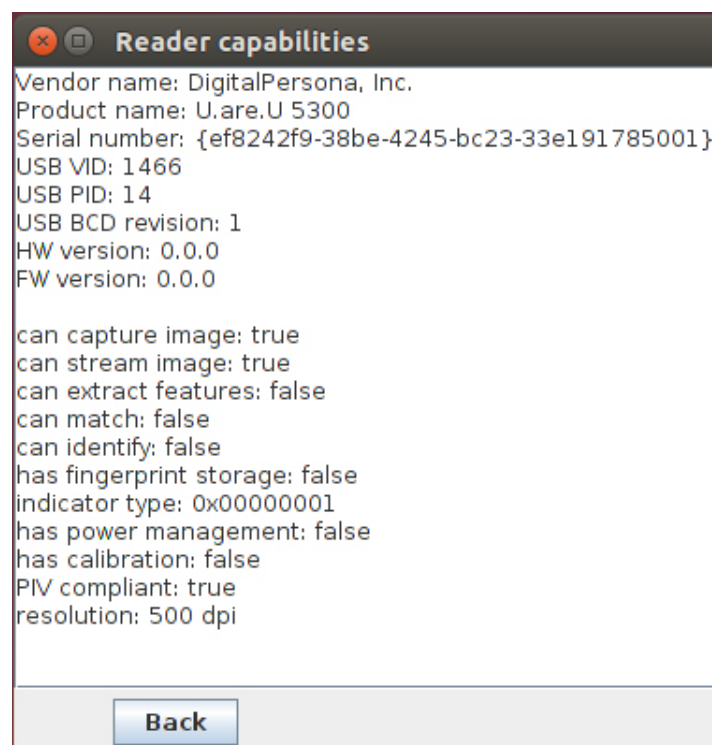 Reader capabilities
Vendor name: DigitalPersona, Inc.
Product name: U.are.U 5300
Serial number: {ef8242f9-38be-4245-bc23-33e191785001}
USB VID: 1466
USB PID: 14
USB BCD revision: 1
HW version: 0.0.0
FW version: 0.0.0
can capture image: true
can stream image: true
can extract features: false
can match: false
can identify: false
has fingerprint storage: false
indicator type: 0x00000001
has power management: false
has calibration: false
PIV compliant: true
resolution: 500 dpi
Back